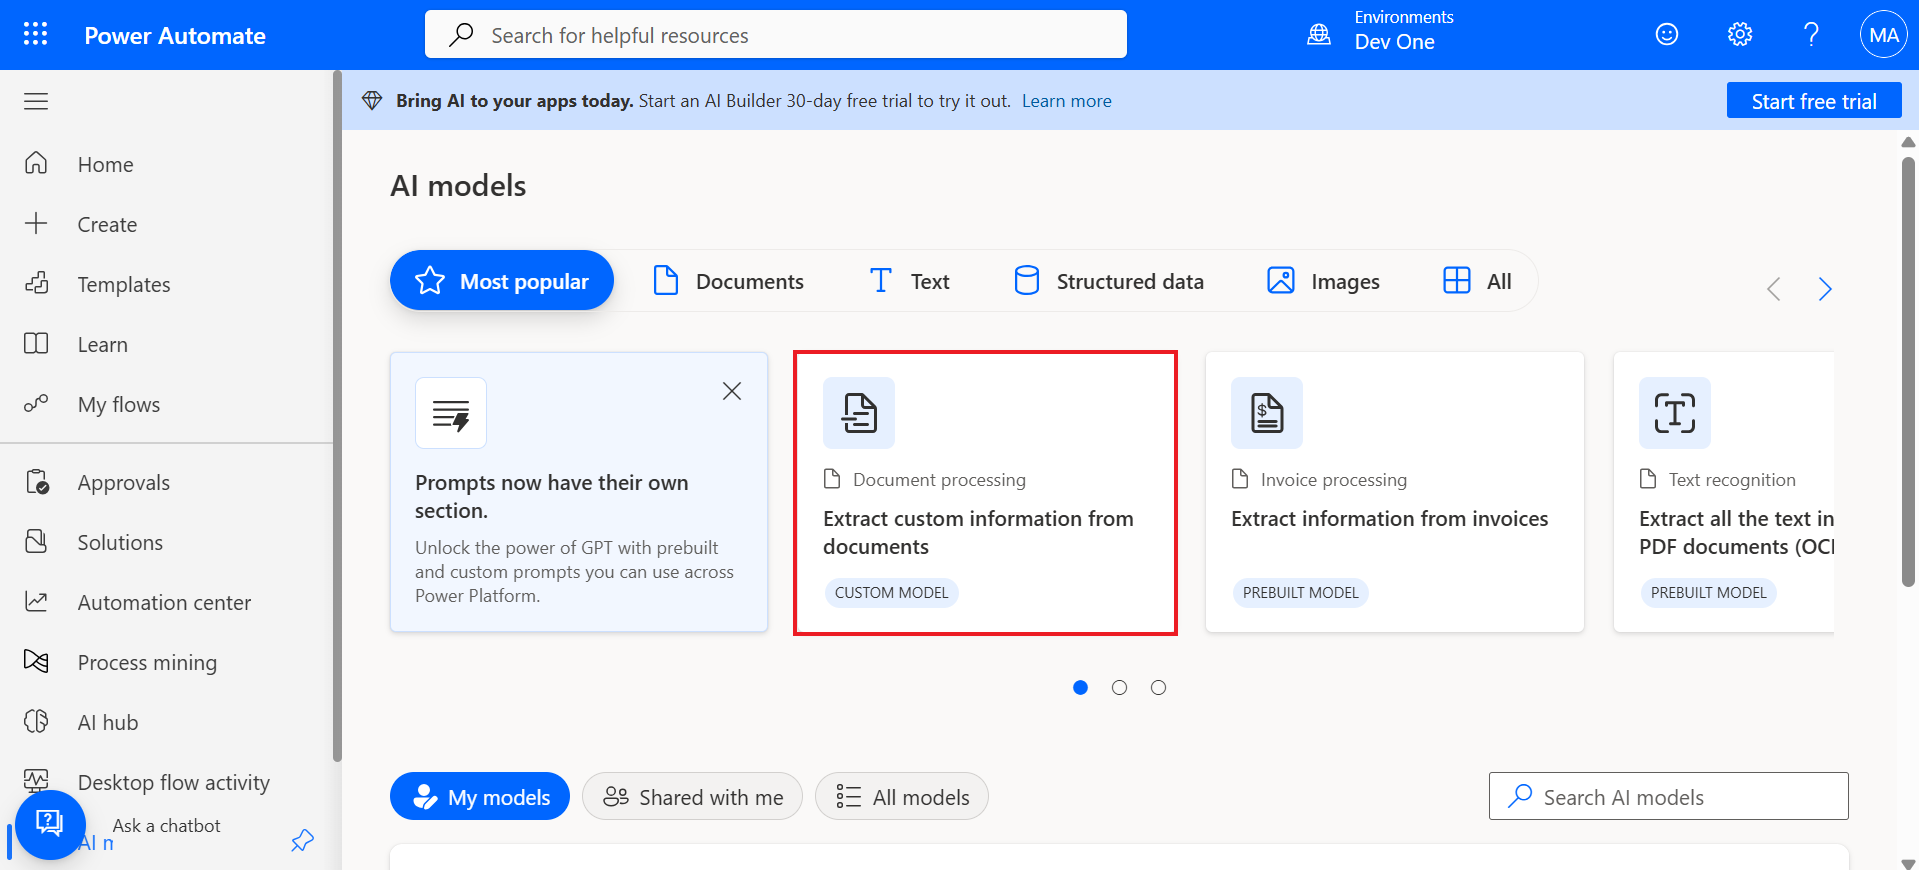 Power Automate
Search for helpful resources
Environments
Dev One
MA
Bring AI to your apps today. Start an AI Builder 30-day free trial to try it out. Learn more
Start free trial
Home
Create
Templates
Learn
My flows
Approvals
Solutions
Automation center
Process mining
AI hub
Desktop flow activity
Ask a chatbot
AI models
Most popular
Documents
Text
Structured data
Images
All
Prompts now have their own
section.
Unlock the power of GPT with prebuilt
and custom prompts you can use across
Power Platform.
Document processing
Extract custom information from
documents
CUSTOM MODEL
Invoice processing
Extract information from invoices
PREBUILT MODEL
Text recognition
Extract all the text in
PDF documents (OC
PREBUILT MODEL
My models
Shared with me
All models
Search AI models